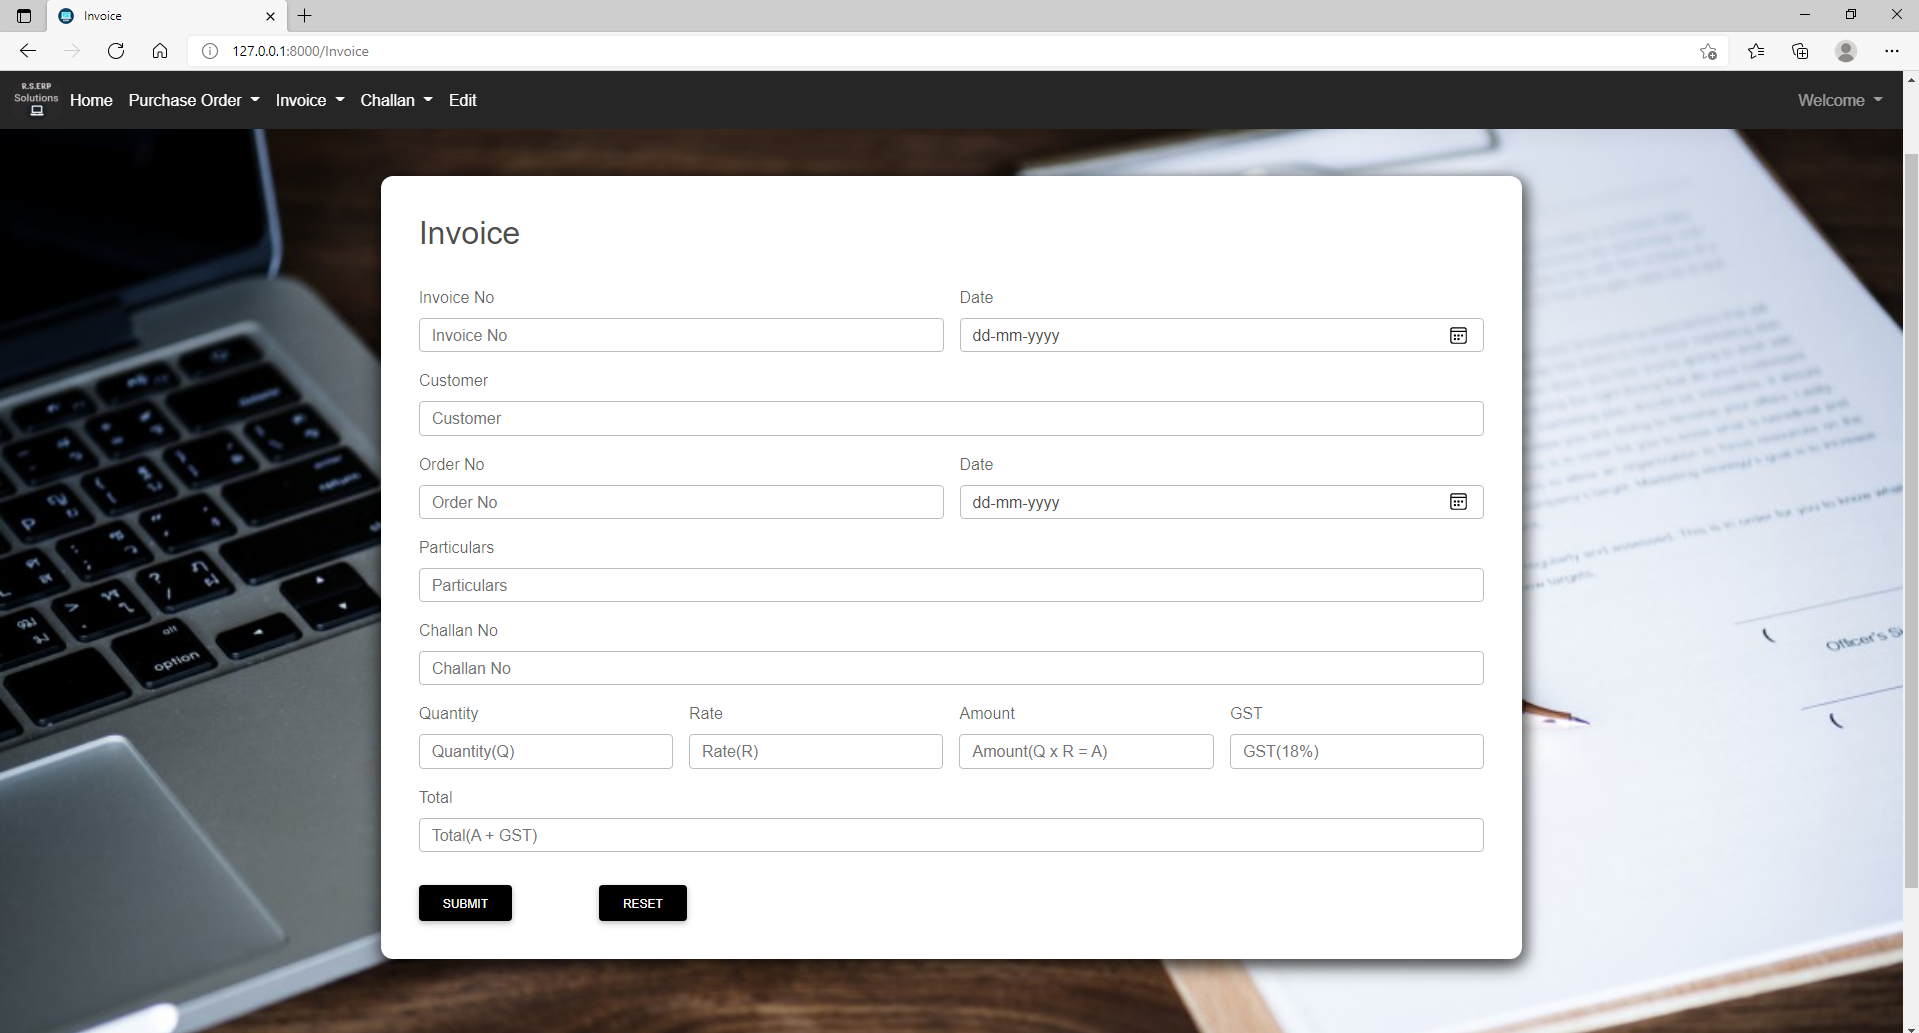 Invoice
127.0.0.1:8000/Invoice
R.S.ERP
Solutions
Home Purchase Order Invoice Challan Edit Welcome
Invoice
Invoice No Date
Invoice No dd-mm-yyyy
Customer
Customer
Order No Date
Order No dd-mm-yyyy
Particulars
Particulars
Challan No
Challan No
Quantity Rate Amount GST
Quantity(Q) Rate(R) Amount(Q x R = A) GST(18%)
Total
Total(A + GST)
SUBMIT RESET
enter
return
alt
option
Officer's